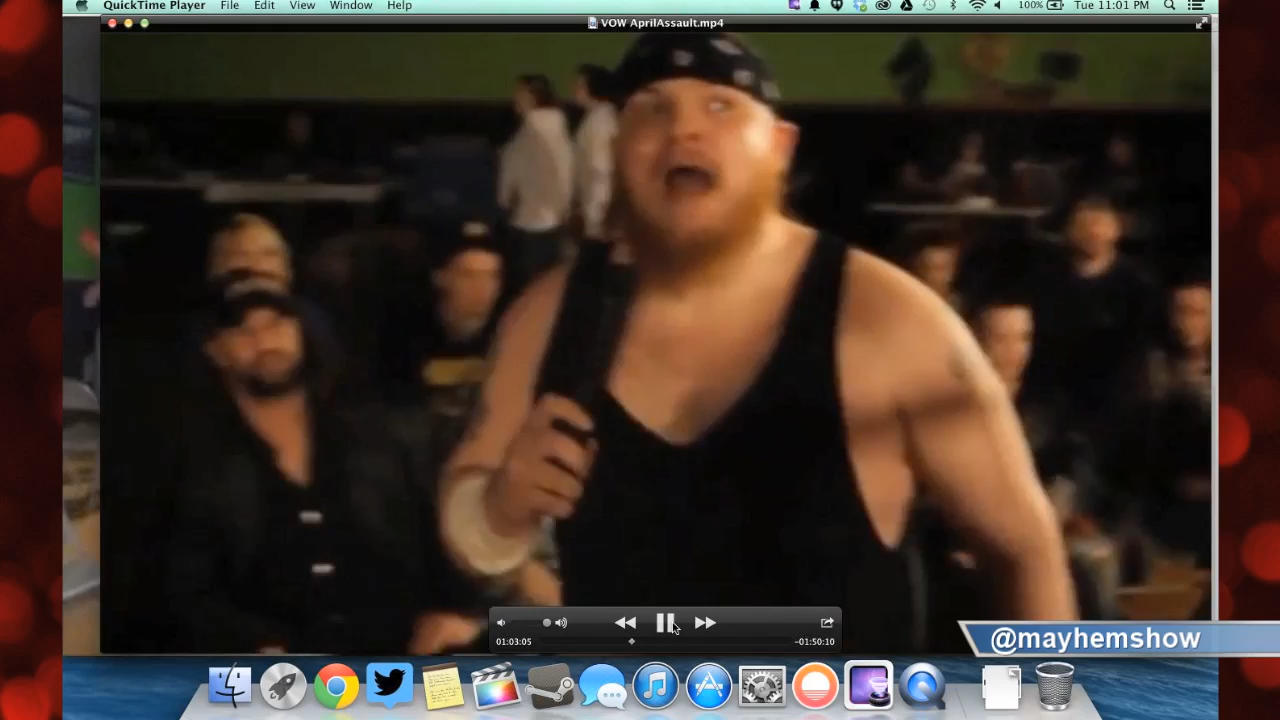 QuickTime Player File Edit View Window Help 100% Tue 11:01 PM
VOW AprilAssault.mp4
01:03:05 -01:50:10
@mayhemshow